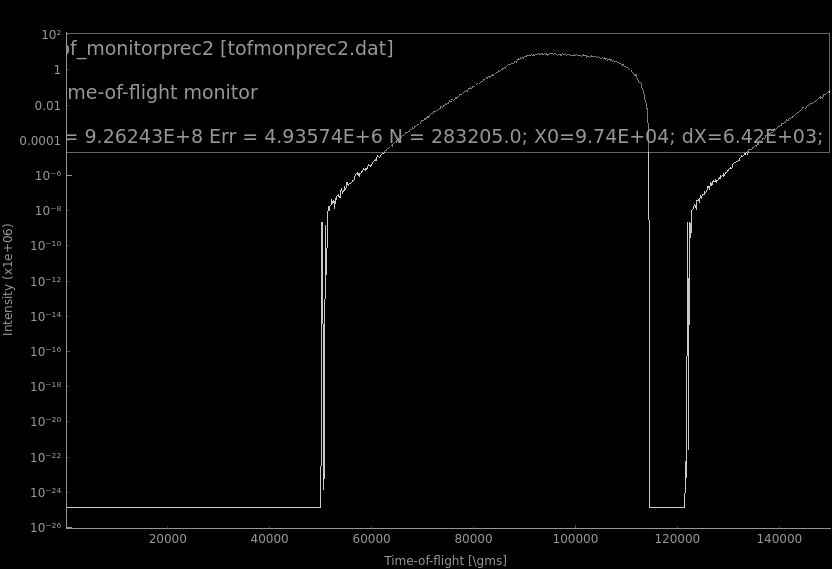 of_monitorprec2 [tofmonprec2.dat]
me-of-flight monitor
= 9.26243E+8 Err = 4.93574E+6 N = 283205.0; X0=9.74E+04; dX=6.42E+03;
10²
1
0.01
0.0001
10⁻⁶
10⁻⁸
10⁻¹⁰
10⁻¹²
10⁻¹⁴
10⁻¹⁶
10⁻¹⁸
10⁻²⁰
10⁻²²
10⁻²⁴
10⁻²⁶
Intensity (x1e+06)
20000 40000 60000 80000 100000 120000 140000
Time-of-flight [\gms]